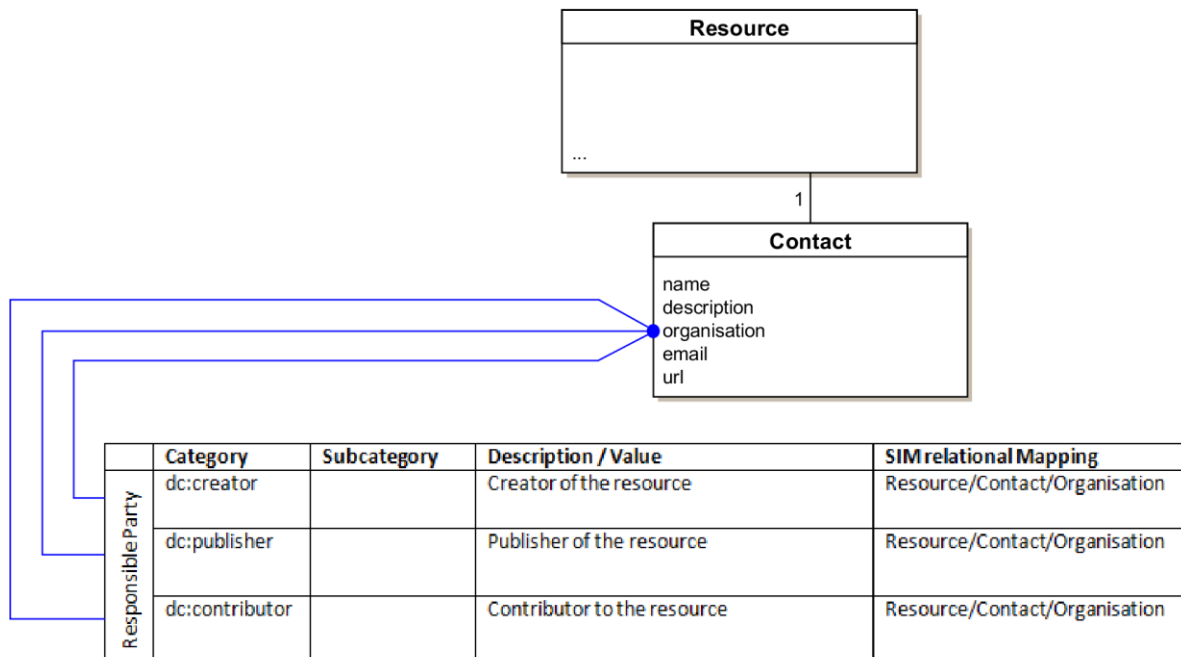 Resource
...
1
Contact
name
description
organisation
email
url
Category Subcategory Description / Value SIM relational Mapping
Responsible Party
dc:creator Creator of the resource Resource/Contact/Organisation
dc:publisher Publisher of the resource Resource/Contact/Organisation
dc:contributor Contributor to the resource Resource/Contact/Organisation